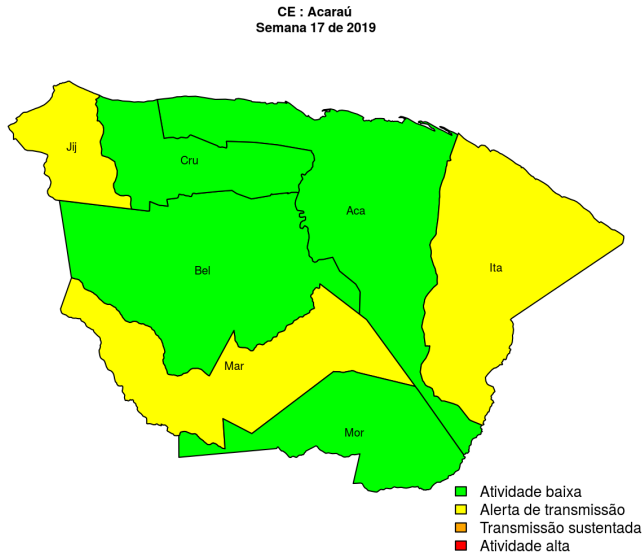 CE : Acaraú
Semana 17 de 2019
Jij
Cru
Aca
Bel
Ita
Mar
Mor
Atividade baixa
Alerta de transmissão
Transmissão sustentada
Atividade alta